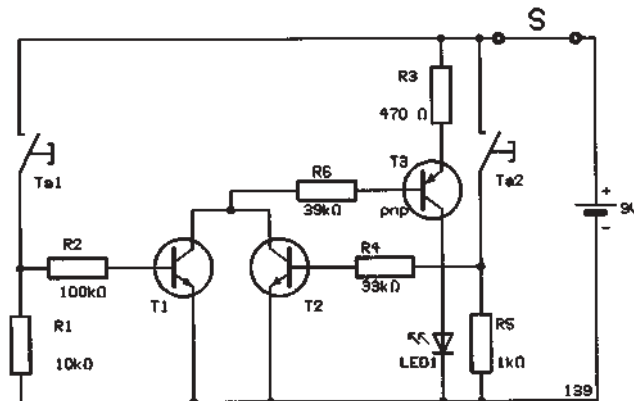 S
R3
470 Ω
T3
pnp
Ta1
Ta2
R6
39kΩ
+
9V
-
R2
100kΩ
T1
T2
R4
33kΩ
R1
10kΩ
LED1
R5
1kΩ
139